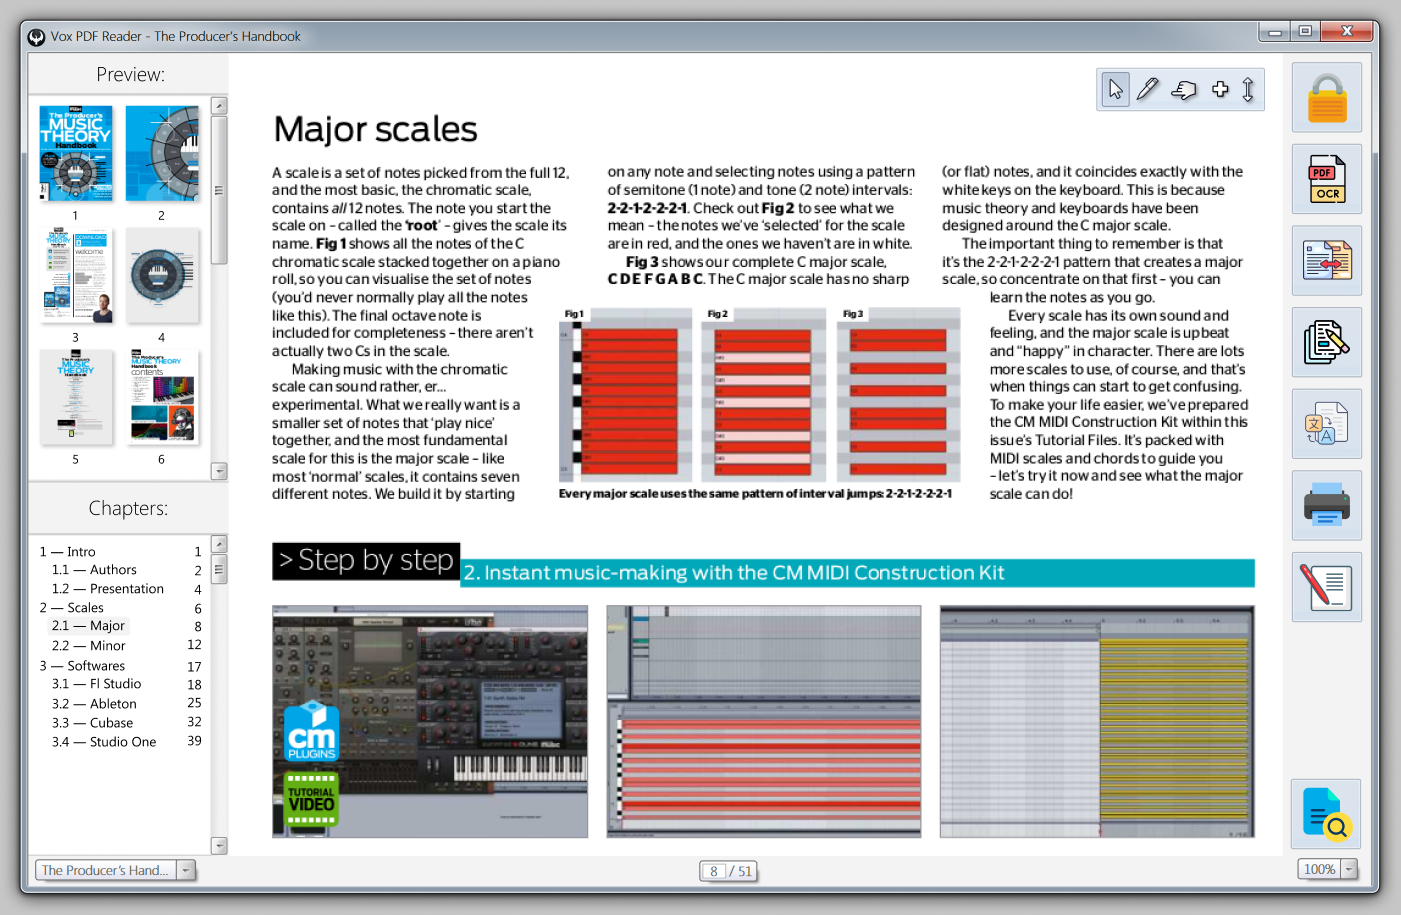 Vox PDF Reader - The Producer's Handbook
Preview:
The Producer's
MUSIC
THEORY
Handbook
1
2
3
4
5
6
DOWNLOAD
welcome
MUSIC THEORY
Handbook
contents
Chapters:
1 — Intro 1
1.1 — Authors 2
1.2 — Presentation 4
2 — Scales 6
2.1 — Major 8
2.2 — Minor 12
3 — Softwares 17
3.1 — Fl Studio 18
3.2 — Ableton 25
3.3 — Cubase 32
3.4 — Studio One 39
The Producer's Hand...
Major scales
A scale is a set of notes picked from the full 12,
and the most basic, the chromatic scale,
contains all 12 notes. The note you start the
scale on – called the 'root' – gives the scale its
name. Fig 1 shows all the notes of the C
chromatic scale stacked together on a piano
roll, so you can visualise the set of notes
(you'd never normally play all the notes
like this). The final octave note is
included for completeness – there aren't
actually two Cs in the scale.
Making music with the chromatic
scale can sound rather, er...
experimental. What we really want is a
smaller set of notes that 'play nice'
together, and the most fundamental
scale for this is the major scale – like
most 'normal' scales, it contains seven
different notes. We build it by starting
on any note and selecting notes using a pattern
of semitone (1 note) and tone (2 note) intervals:
2-2-1-2-2-2-1. Check out Fig 2 to see what we
mean – the notes we've 'selected' for the scale
are in red, and the ones we haven't are in white.
Fig 3 shows our complete C major scale,
C D E F G A B C. The C major scale has no sharp
(or flat) notes, and it coincides exactly with the
white keys on the keyboard. This is because
music theory and keyboards have been
designed around the C major scale.
The important thing to remember is that
it's the 2-2-1-2-2-2-1 pattern that creates a major
scale, so concentrate on that first – you can
learn the notes as you go.
Every scale has its own sound and
feeling, and the major scale is upbeat
and "happy" in character. There are lots
more scales to use, of course, and that's
when things can start to get confusing.
To make your life easier, we've prepared
the CM MIDI Construction Kit within this
issue's Tutorial Files. It's packed with
MIDI scales and chords to guide you
– let's try it now and see what the major
scale can do!
Fig 1
Fig 2
Fig 3
Every major scale uses the same pattern of interval jumps: 2-2-1-2-2-2-1
> Step by step
2. Instant music-making with the CM MIDI Construction Kit
cm
PLUGINS
TUTORIAL
VIDEO
8 / 51
PDF
OCR
文
A
100%